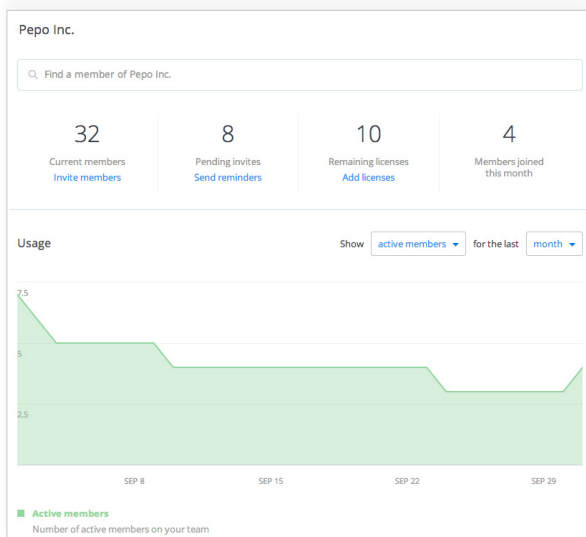 Pepo Inc.
Find a member of Pepo Inc.
32
Current members
Invite members
8
Pending invites
Send reminders
10
Remaining licenses
Add licenses
4
Members joined
this month
Usage
Show active members for the last month
7.5
5
2.5
SEP 8 SEP 15 SEP 22 SEP 29
Active members
Number of active members on your team